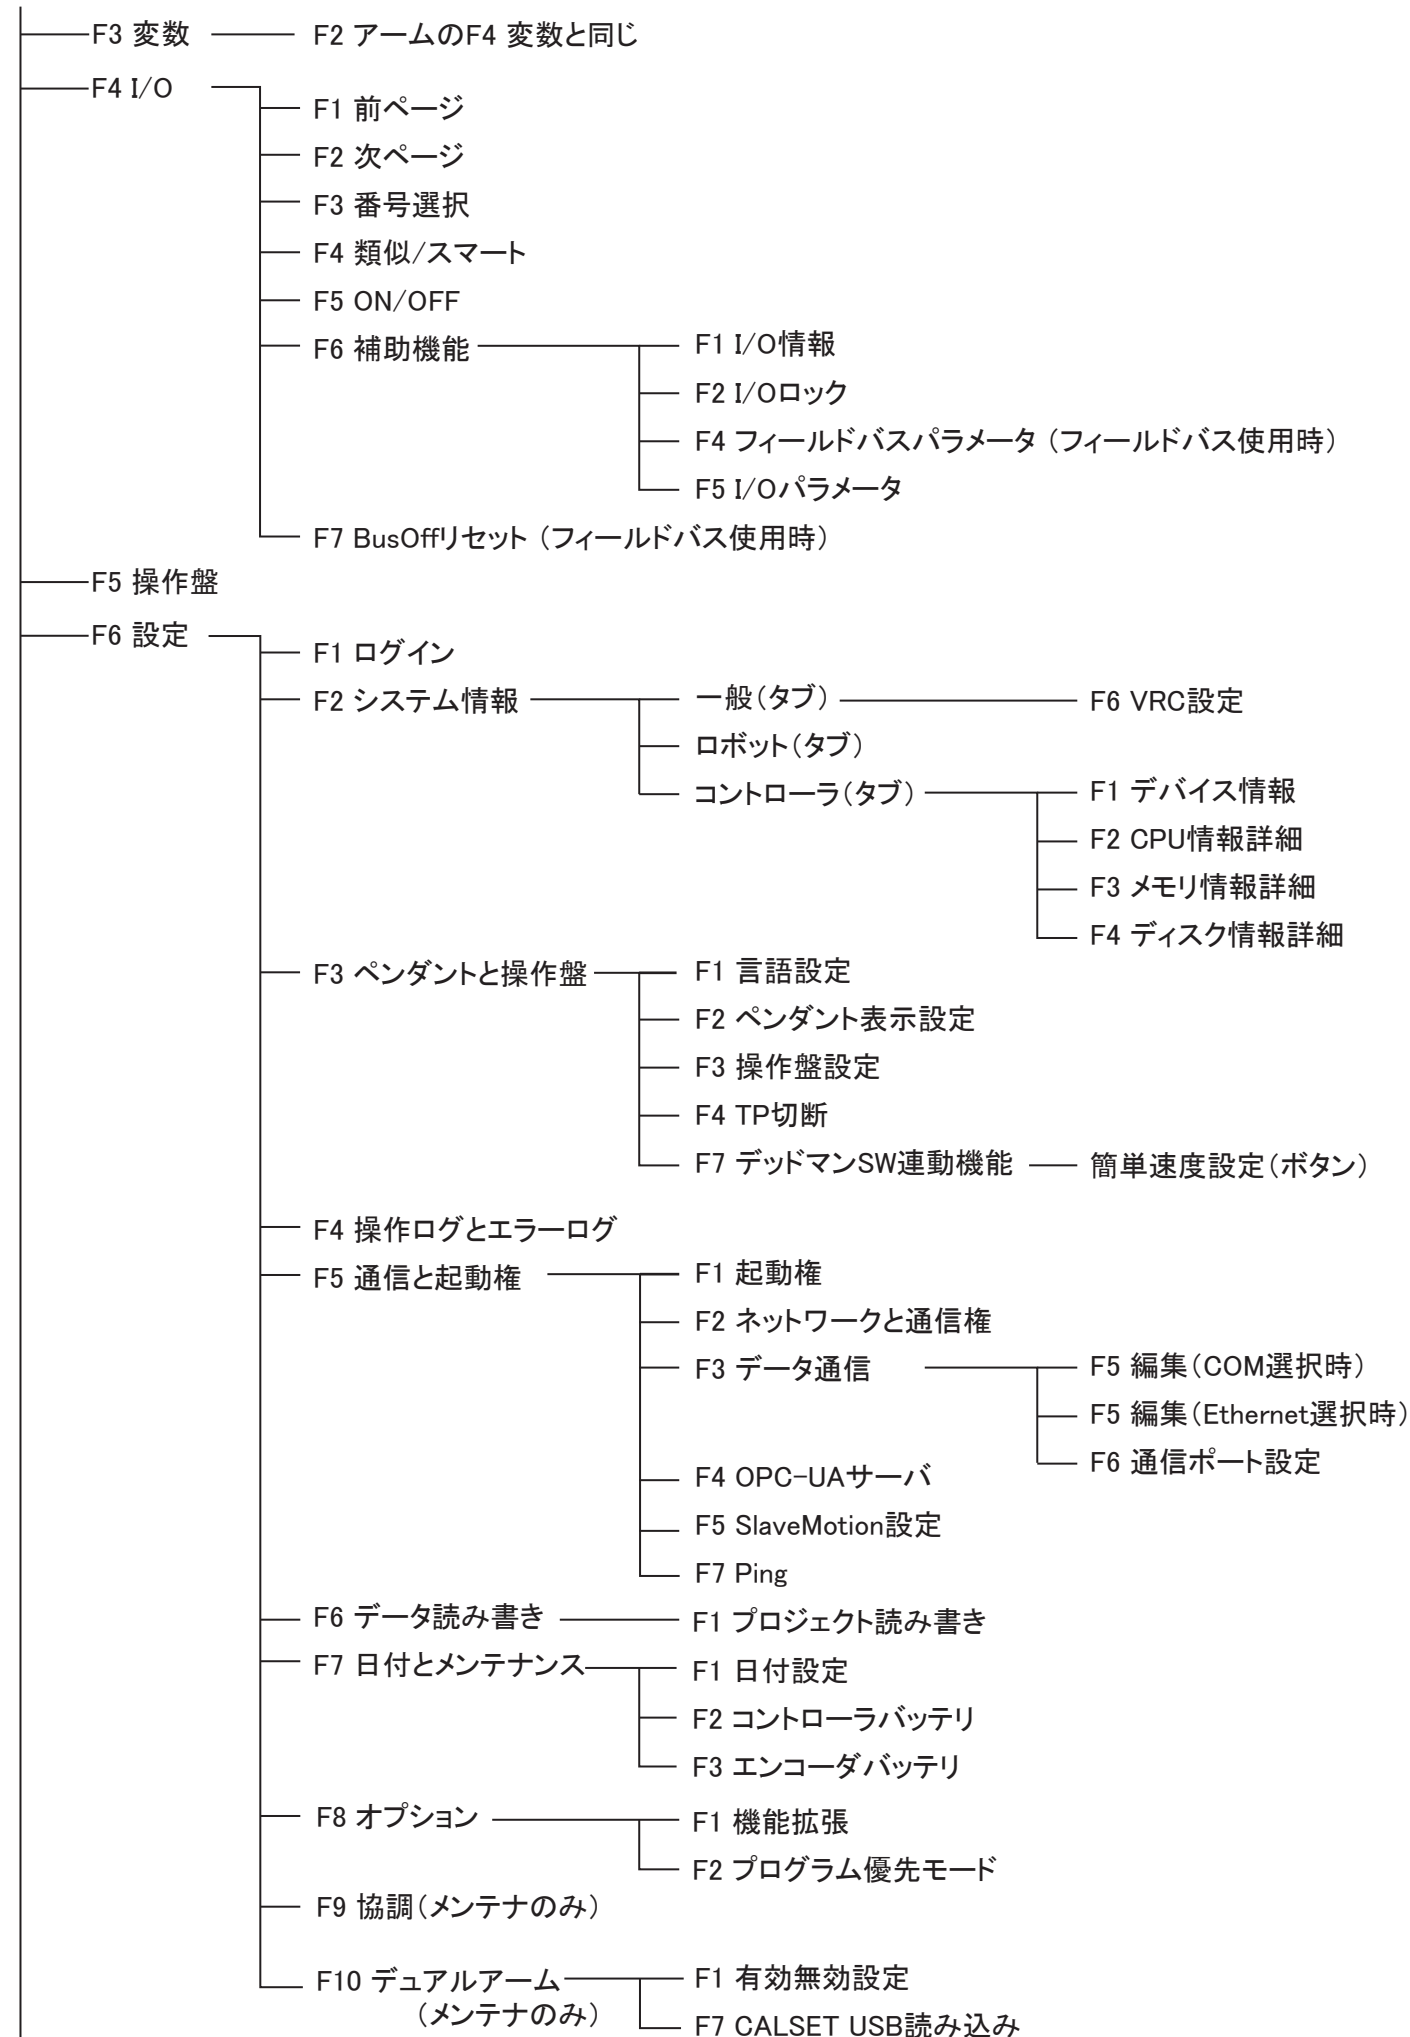 F3 変数
F2 アームのF4 変数と同じ
F4 I/O
F1 前ページ
F2 次ページ
F3 番号選択
F4 類似/スマート
F5 ON/OFF
F6 補助機能
F1 I/O情報
F2 I/Oロック
F4 フィールドバスパラメータ（フィールドバス使用時）
F5 I/Oパラメータ
F7 BusOffリセット（フィールドバス使用時）
F5 操作盤
F6 設定
F1 ログイン
F2 システム情報
一般（タブ）
F6 VRC設定
ロボット（タブ）
コントローラ（タブ）
F1 デバイス情報
F2 CPU情報詳細
F3 メモリ情報詳細
F4 ディスク情報詳細
F3 ペンダントと操作盤
F1 言語設定
F2 ペンダント表示設定
F3 操作盤設定
F4 TP切断
F7 デッドマンSW連動機能
簡単速度設定（ボタン）
F4 操作ログとエラーログ
F5 通信と起動権
F1 起動権
F2 ネットワークと通信権
F3 データ通信
F5 編集（COM選択時）
F5 編集（Ethernet選択時）
F6 通信ポート設定
F4 OPC-UAサーバ
F5 SlaveMotion設定
F7 Ping
F6 データ読み書き
F1 プロジェクト読み書き
F7 日付とメンテナンス
F1 日付設定
F2 コントローラバッテリ
F3 エンコーダバッテリ
F8 オプション
F1 機能拡張
F2 プログラム優先モード
F9 協調（メンテナのみ）
F10 デュアルアーム
（メンテナのみ）
F1 有効無効設定
F7 CALSET USB読み込み